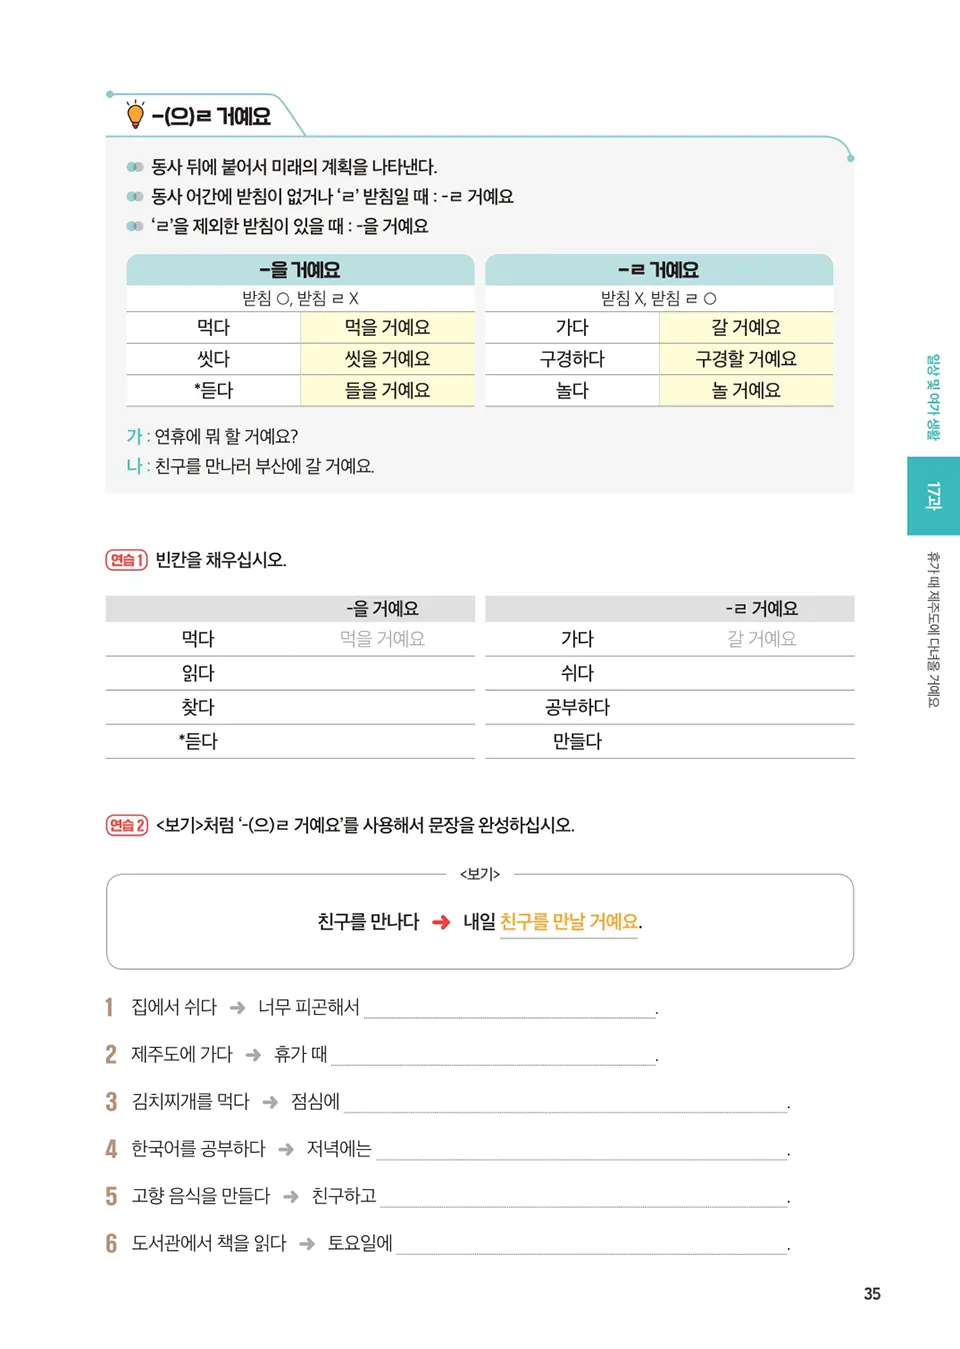 -(으)ㄹ 거예요
동사 뒤에 붙어서 미래의 계획을 나타낸다.
동사 어간에 받침이 없거나 ‘ㄹ’ 받침일 때 : -ㄹ 거예요
‘ㄹ’을 제외한 받침이 있을 때 : -을 거예요
-을 거예요
받침 ○, 받침 ㄹ X
먹다 먹을 거예요
씻다 씻을 거예요
*듣다 들을 거예요
-ㄹ 거예요
받침 X, 받침 ㄹ ○
가다 갈 거예요
구경하다 구경할 거예요
놀다 놀 거예요
가 : 연휴에 뭐 할 거예요?
나 : 친구를 만나러 부산에 갈 거예요.
연습 1 빈칸을 채우십시오.
-을 거예요
먹다 먹을 거예요
읽다
찾다
*듣다
-ㄹ 거예요
가다 갈 거예요
쉬다
공부하다
만들다
연습 2 <보기>처럼 ‘-(으)ㄹ 거예요’를 사용해서 문장을 완성하십시오.
<보기>
친구를 만나다 ➜ 내일 친구를 만날 거예요.
1 집에서 쉬다 ➜ 너무 피곤해서 .
2 제주도에 가다 ➜ 휴가 때 .
3 김치찌개를 먹다 ➜ 점심에 .
4 한국어를 공부하다 ➜ 저녁에는 .
5 고향 음식을 만들다 ➜ 친구하고 .
6 도서관에서 책을 읽다 ➜ 토요일에 .
일상 및 여가 생활
17과
휴가 때 제주도에 다녀올 거예요
35